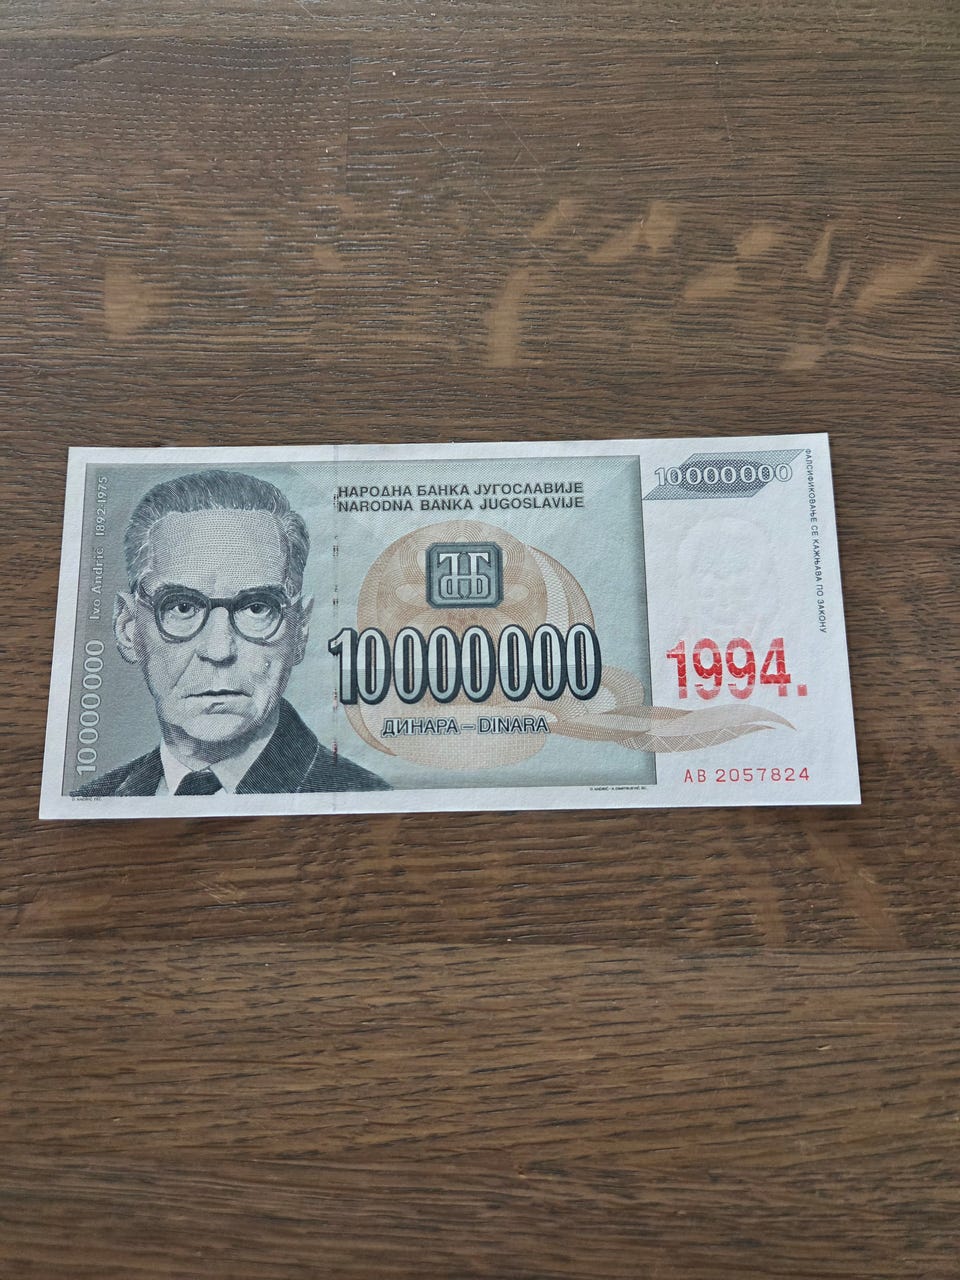 НАРОДНА БАНКА ЈУГОСЛАВИЈЕ
NARODNA BANKA JUGOSLAVIJE
10000000
ФАЛСИФИКОВАЊЕ СЕ КАЖЊАВА ПО ЗАКОНУ
10000000 Ivo Andrić 1892-1975
10000000
ДИНАРА – DINARA
1994.
AB 2057824